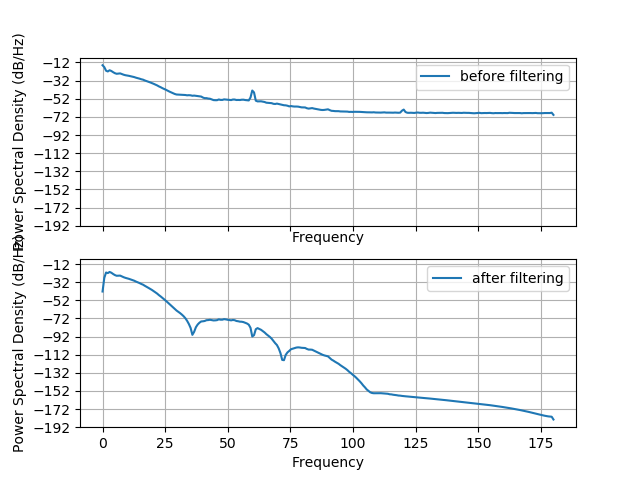 Power Spectral Density (dB/Hz)
−12
−32
−52
−72
−92
−112
−132
−152
−172
−192
before filtering
Frequency
Power Spectral Density (dB/Hz)
−12
−32
−52
−72
−92
−112
−132
−152
−172
−192
after filtering
0 25 50 75 100 125 150 175
Frequency